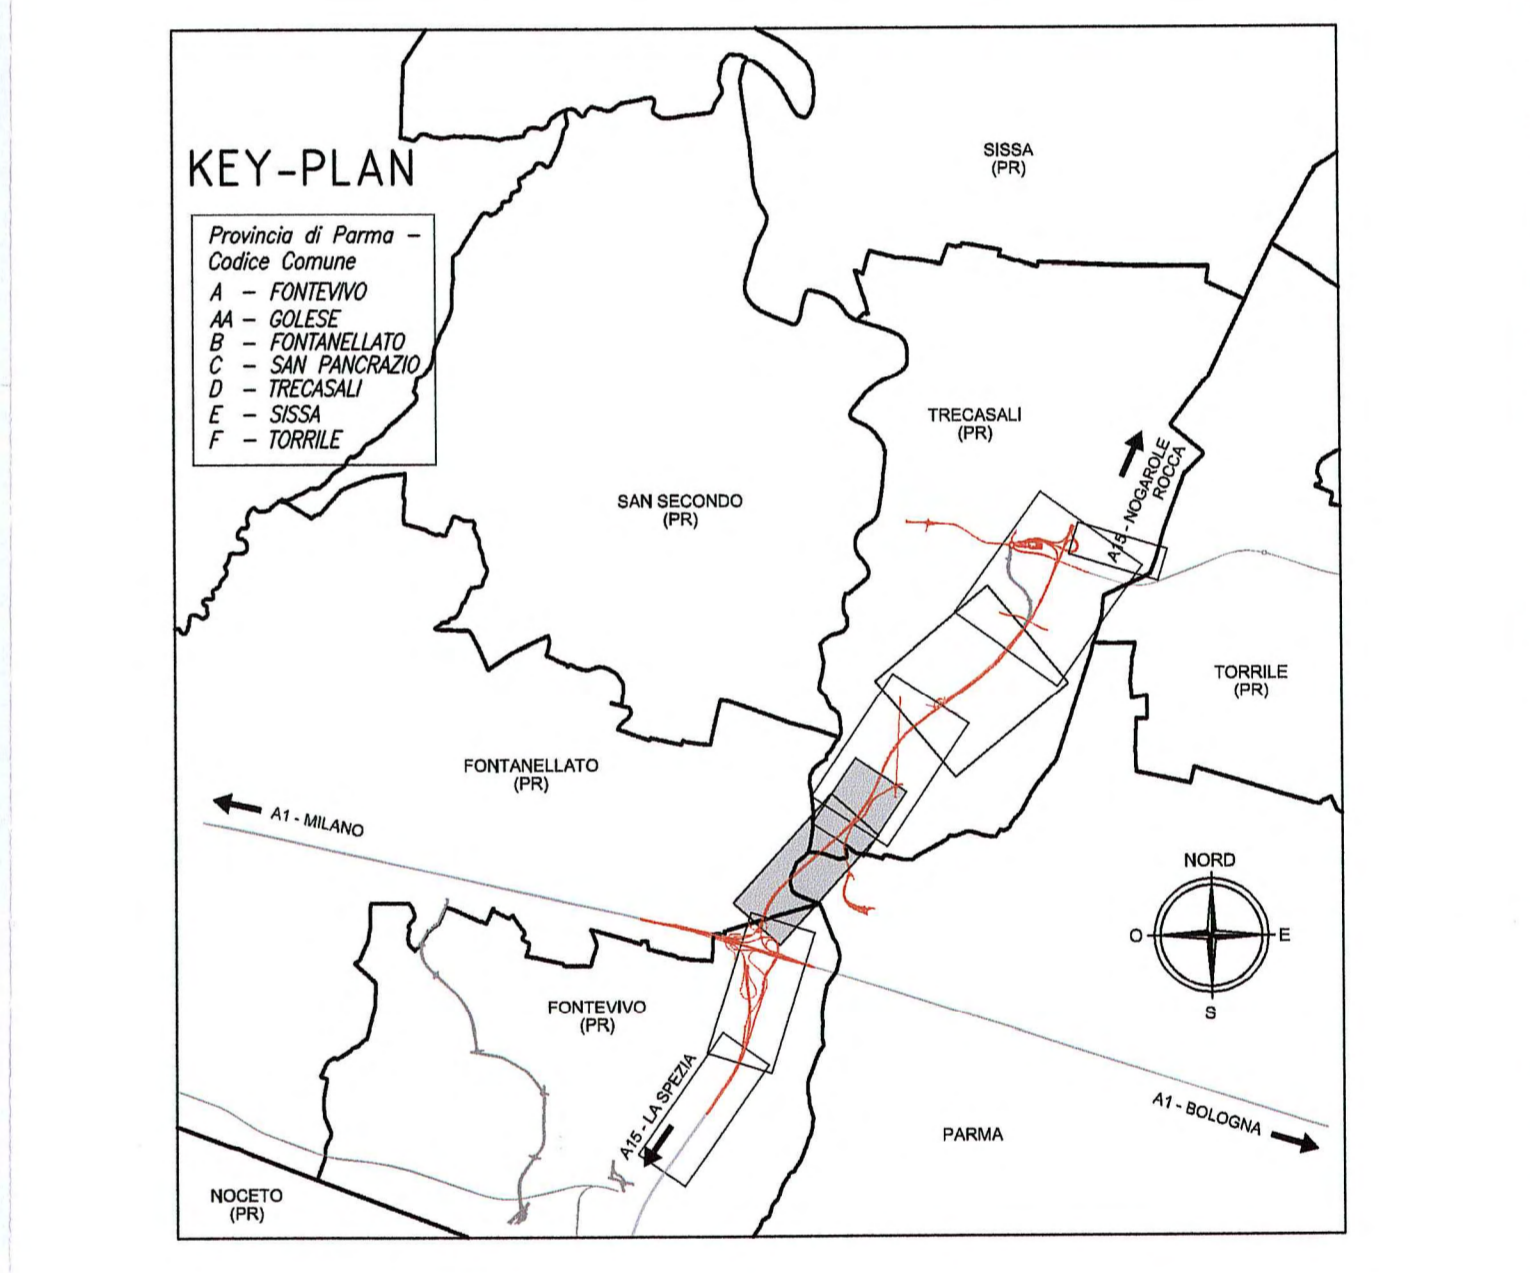 KEY-PLAN
Provincia di Parma -
Codice Comune
A - FONTEVIVO
AA - GOLESE
B - FONTANELLATO
C - SAN PANCRAZIO
D - TRECASALI
E - SISSA
F - TORRILE
SISSA
(PR)
TRECASALI
(PR)
A15 - NOGAROLE
ROCCA
SAN SECONDO
(PR)
TORRILE
(PR)
FONTANELLATO
(PR)
A1 - MILANO
NORD
O
E
S
FONTEVIVO
(PR)
A15 - LA SPEZIA
A1 - BOLOGNA
PARMA
NOCETO
(PR)